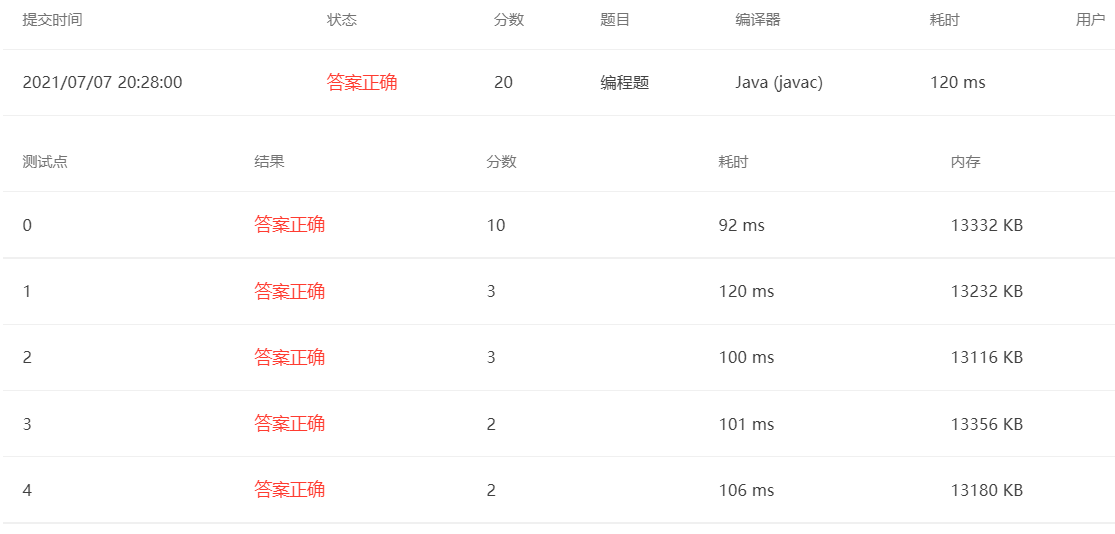 提交时间 状态 分数 题目 编译器 耗时 用户
2021/07/07 20:28:00 答案正确 20 编程题 Java (javac) 120 ms
测试点 结果 分数 耗时 内存
0 答案正确 10 92 ms 13332 KB
1 答案正确 3 120 ms 13232 KB
2 答案正确 3 100 ms 13116 KB
3 答案正确 2 101 ms 13356 KB
4 答案正确 2 106 ms 13180 KB